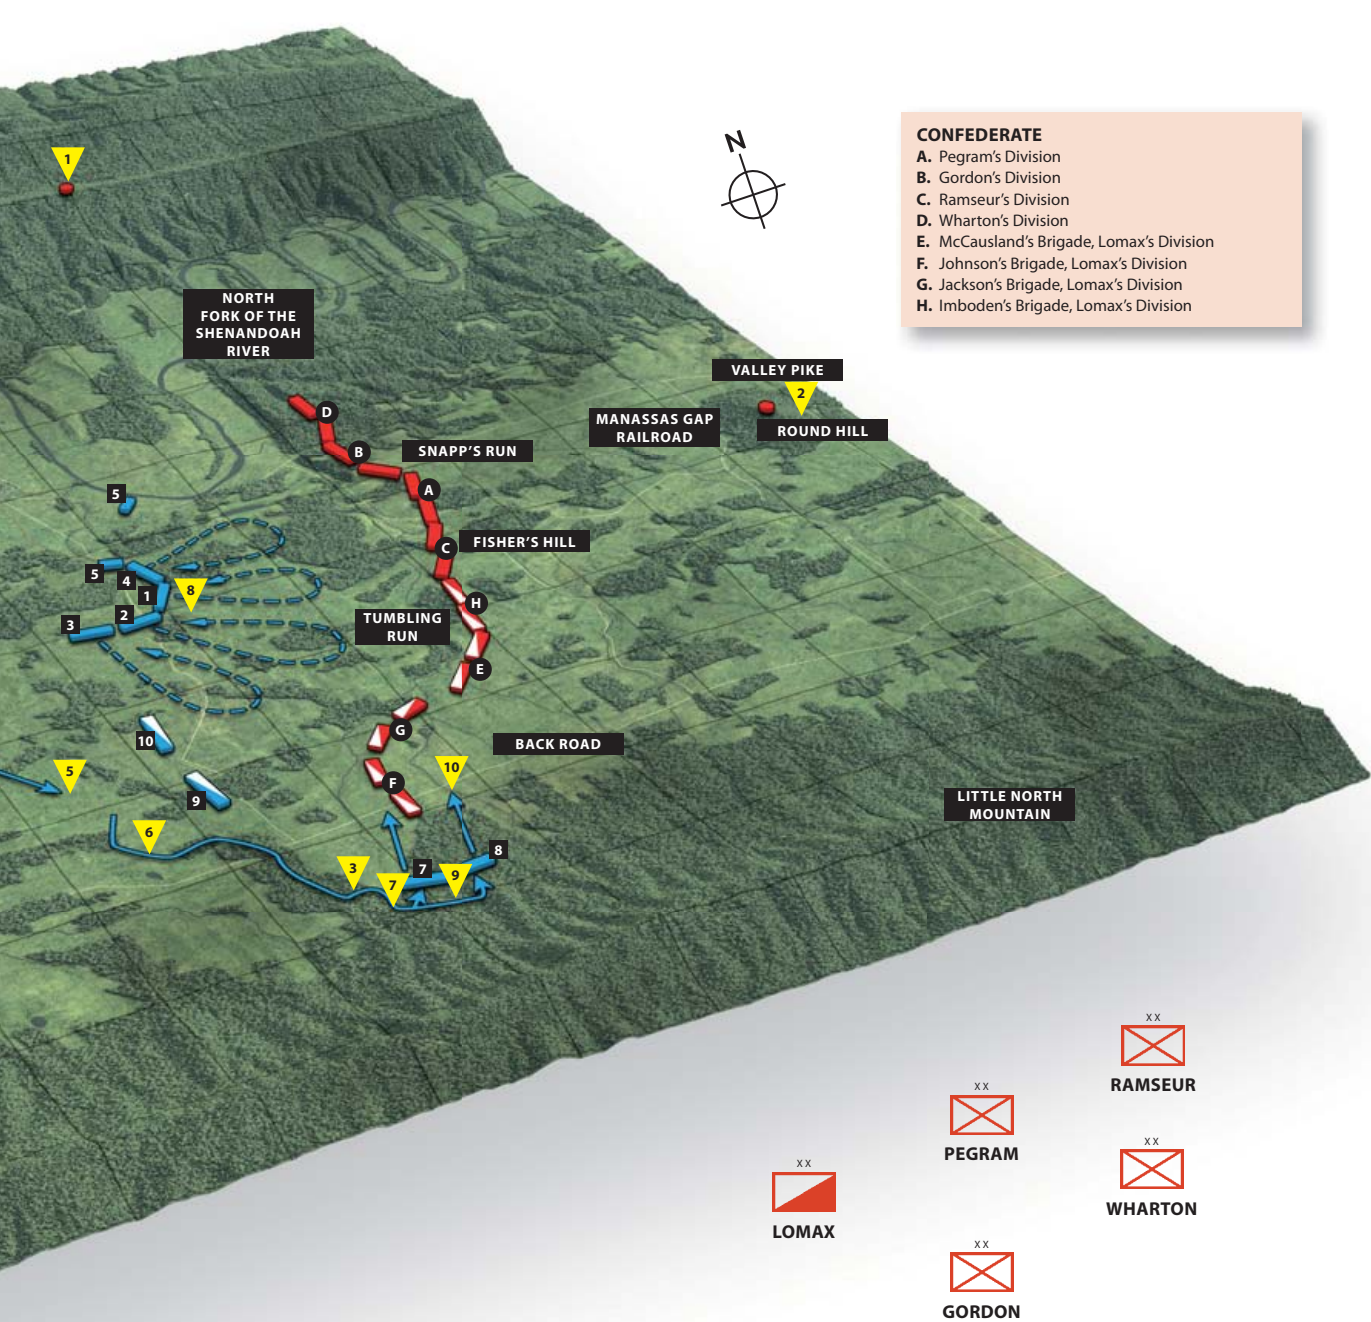 1
N
CONFEDERATE
A. Pegram's Division
B. Gordon's Division
C. Ramseur's Division
D. Wharton's Division
E. McCausland's Brigade, Lomax's Division
F. Johnson's Brigade, Lomax's Division
G. Jackson's Brigade, Lomax's Division
H. Imboden's Brigade, Lomax's Division
NORTH
FORK OF THE
SHENANDOAH
RIVER
VALLEY PIKE
2
MANASSAS GAP
RAILROAD
ROUND HILL
D
B
SNAPP'S RUN
A
5
C
FISHER'S HILL
5
4
1
8
H
2
3
TUMBLING
RUN
E
G
10
BACK ROAD
5
10
F
9
LITTLE NORTH
MOUNTAIN
6
8
3
7
9
7
xx
RAMSEUR
xx
PEGRAM
xx
WHARTON
xx
LOMAX
xx
GORDON